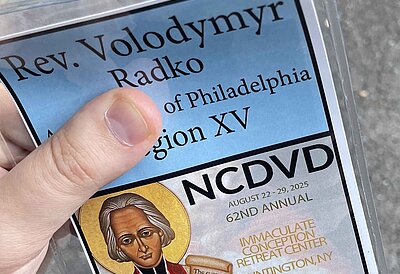 Rev. Volodymyr
Radko
A of Philadelphia
gion XV
NCDVD
AUGUST 22 - 29, 2025
62ND ANNUAL
IMMACULATE
CONCEPTION
RETREAT CENTER
NTINGTON, NY